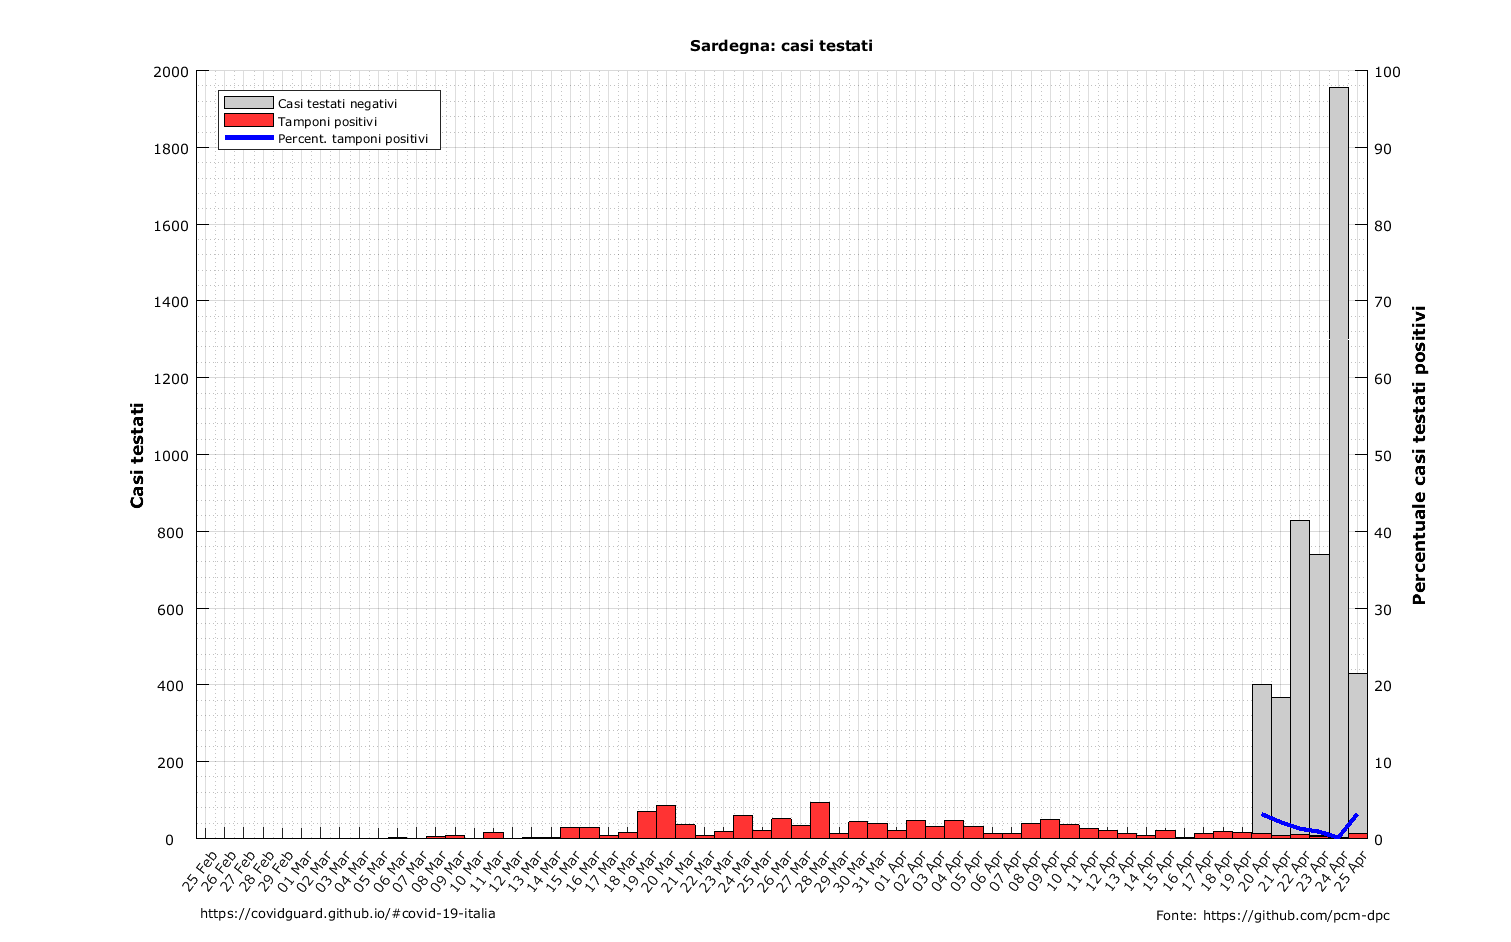 Sardegna: casi testati
2000
1800
1600
1400
1200
1000
800
600
400
200
0
Casi testati
Casi testati negativi
Tamponi positivi
Percent. tamponi positivi
100
90
80
70
60
50
40
30
20
10
0
Percentuale casi testati positivi
25 Feb
26 Feb
27 Feb
28 Feb
29 Feb
01 Mar
02 Mar
03 Mar
04 Mar
05 Mar
06 Mar
07 Mar
08 Mar
09 Mar
10 Mar
11 Mar
12 Mar
13 Mar
14 Mar
15 Mar
16 Mar
17 Mar
18 Mar
19 Mar
20 Mar
21 Mar
22 Mar
23 Mar
24 Mar
25 Mar
26 Mar
27 Mar
28 Mar
29 Mar
30 Mar
31 Mar
01 Apr
02 Apr
03 Apr
04 Apr
05 Apr
06 Apr
07 Apr
08 Apr
09 Apr
10 Apr
11 Apr
12 Apr
13 Apr
14 Apr
15 Apr
16 Apr
17 Apr
18 Apr
19 Apr
20 Apr
21 Apr
22 Apr
23 Apr
24 Apr
25 Apr
https://covidguard.github.io/#covid-19-italia
Fonte: https://github.com/pcm-dpc